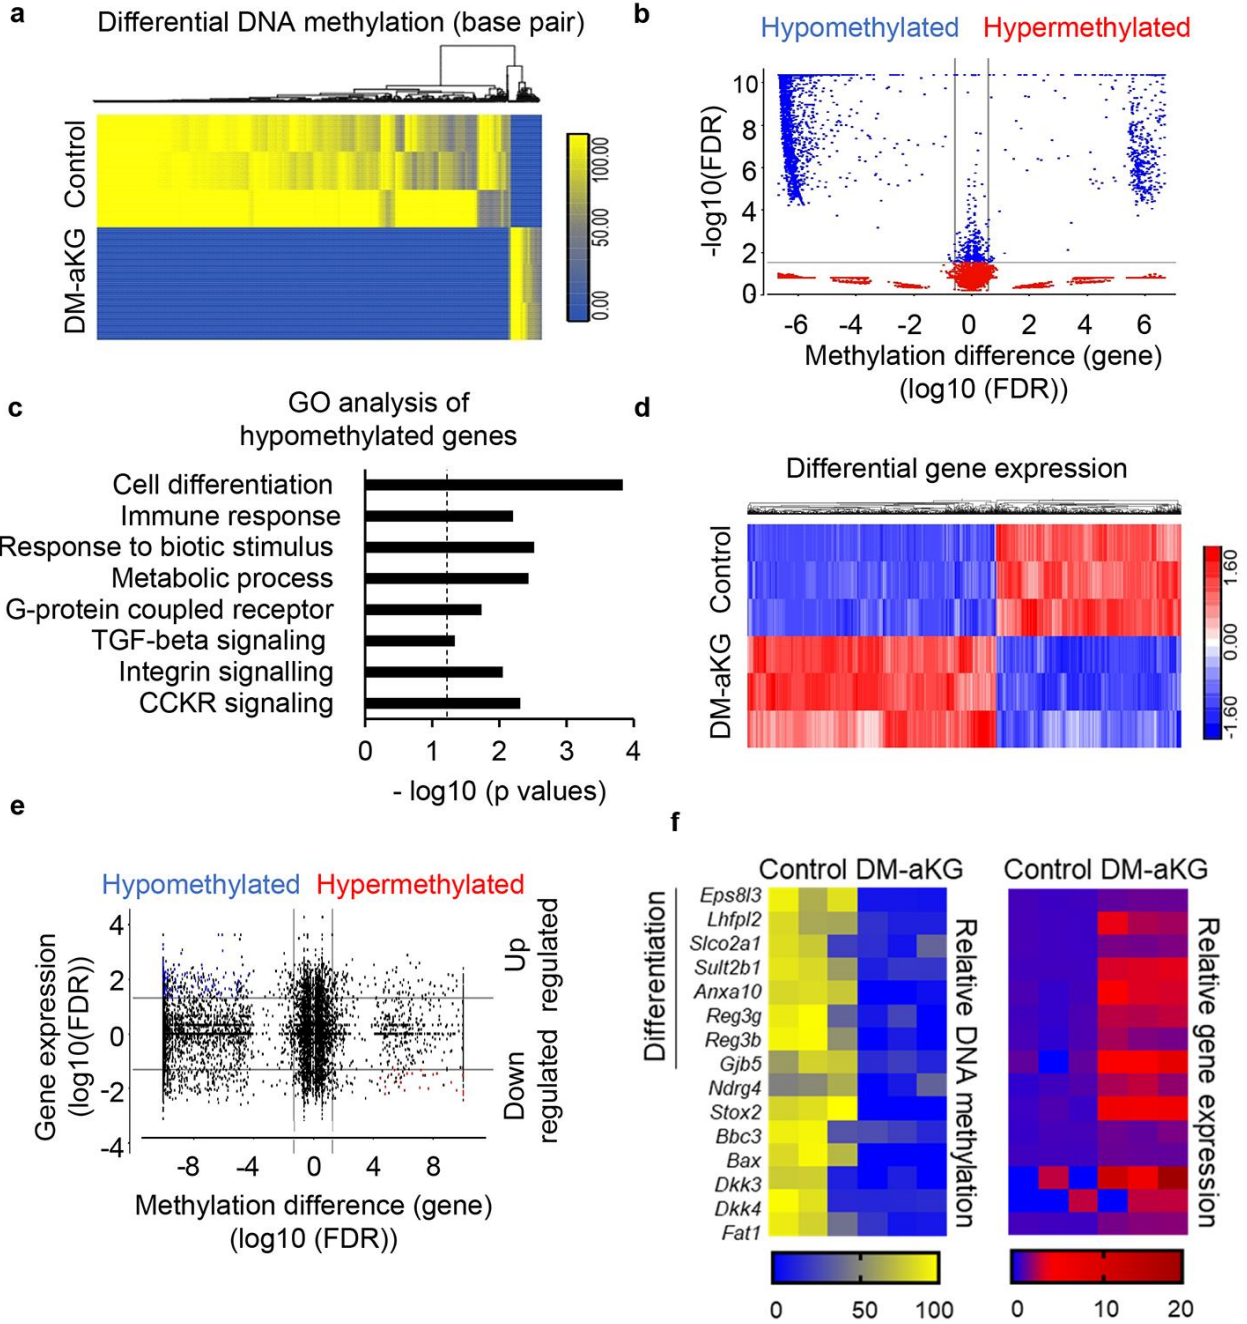 a
Differential DNA methylation (base pair)
Control
DM-aKG
100.00
50.00
0.00
b
Hypomethylated Hypermethylated
-log10(FDR)
10
8
6
4
2
0
-6 -4 -2 0 2 4 6
Methylation difference (gene)
(log10 (FDR))
c
GO analysis of
hypomethylated genes
Cell differentiation
Immune response
Response to biotic stimulus
Metabolic process
G-protein coupled receptor
TGF-beta signaling
Integrin signalling
CCKR signaling
0 1 2 3 4
- log10 (p values)
d
Differential gene expression
Control
DM-aKG
1.60
0.00
-1.60
e
Hypomethylated Hypermethylated
Gene expression
(log10(FDR))
4
2
0
-2
-4
Up
regulated
Down
regulated
-8 -4 0 4 8
Methylation difference (gene)
(log10 (FDR))
f
Control DM-aKG
Control DM-aKG
Differentiation
Eps8l3
Lhfpl2
Slco2a1
Sult2b1
Anxa10
Reg3g
Reg3b
Gjb5
Ndrg4
Stox2
Bbc3
Bax
Dkk3
Dkk4
Fat1
Relative DNA methylation
Relative gene expression
0 50 100
0 10 20